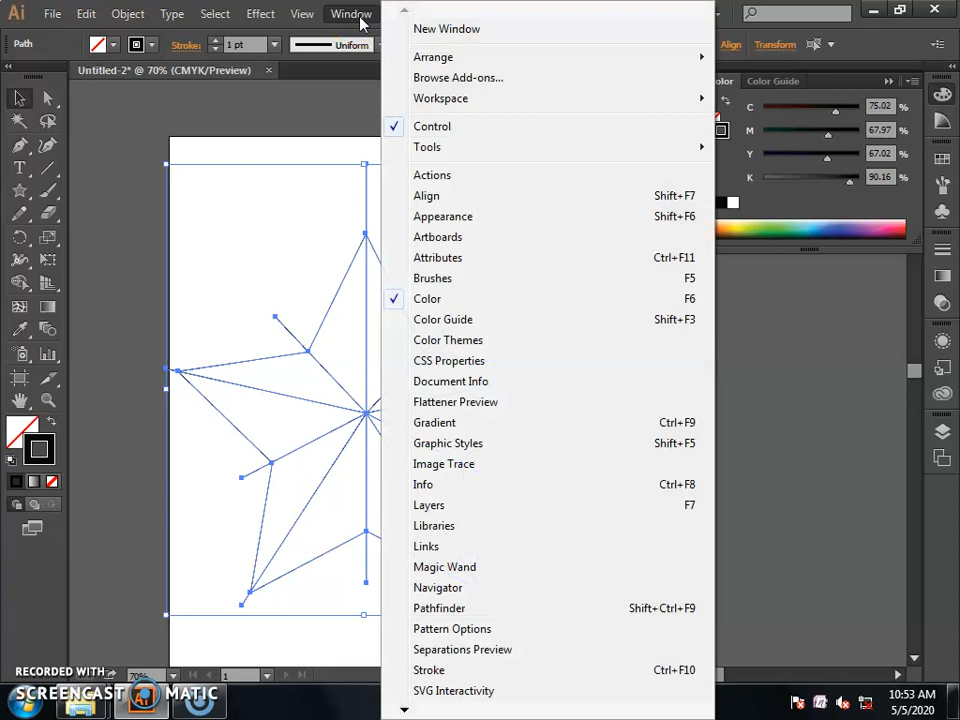 Ai File Edit Object Type Select Effect View Window
Path Stroke: 1 pt Uniform Align Transform
Untitled-2* @ 70% (CMYK/Preview)
New Window
Arrange
Browse Add-ons...
Workspace
Control
Tools
Actions
Align Shift+F7
Appearance Shift+F6
Artboards
Attributes Ctrl+F11
Brushes F5
Color F6
Color Guide Shift+F3
Color Themes
CSS Properties
Document Info
Flattener Preview
Gradient Ctrl+F9
Graphic Styles Shift+F5
Image Trace
Info Ctrl+F8
Layers F7
Libraries
Links
Magic Wand
Navigator
Pathfinder Shift+Ctrl+F9
Pattern Options
Separations Preview
Stroke Ctrl+F10
SVG Interactivity
olor Color Guide
C 75.02 %
M 67.97 %
Y 67.02 %
K 90.16 %
70% 1
RECORDED WITH
SCREENCAST MATIC
Ai
10:53 AM
5/5/2020